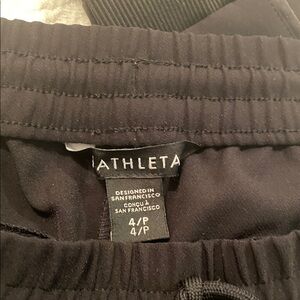 ATHLETA
DESIGNED IN
SAN FRANCISCO
CONÇU À
SAN FRANCISCO
4/P
4/P